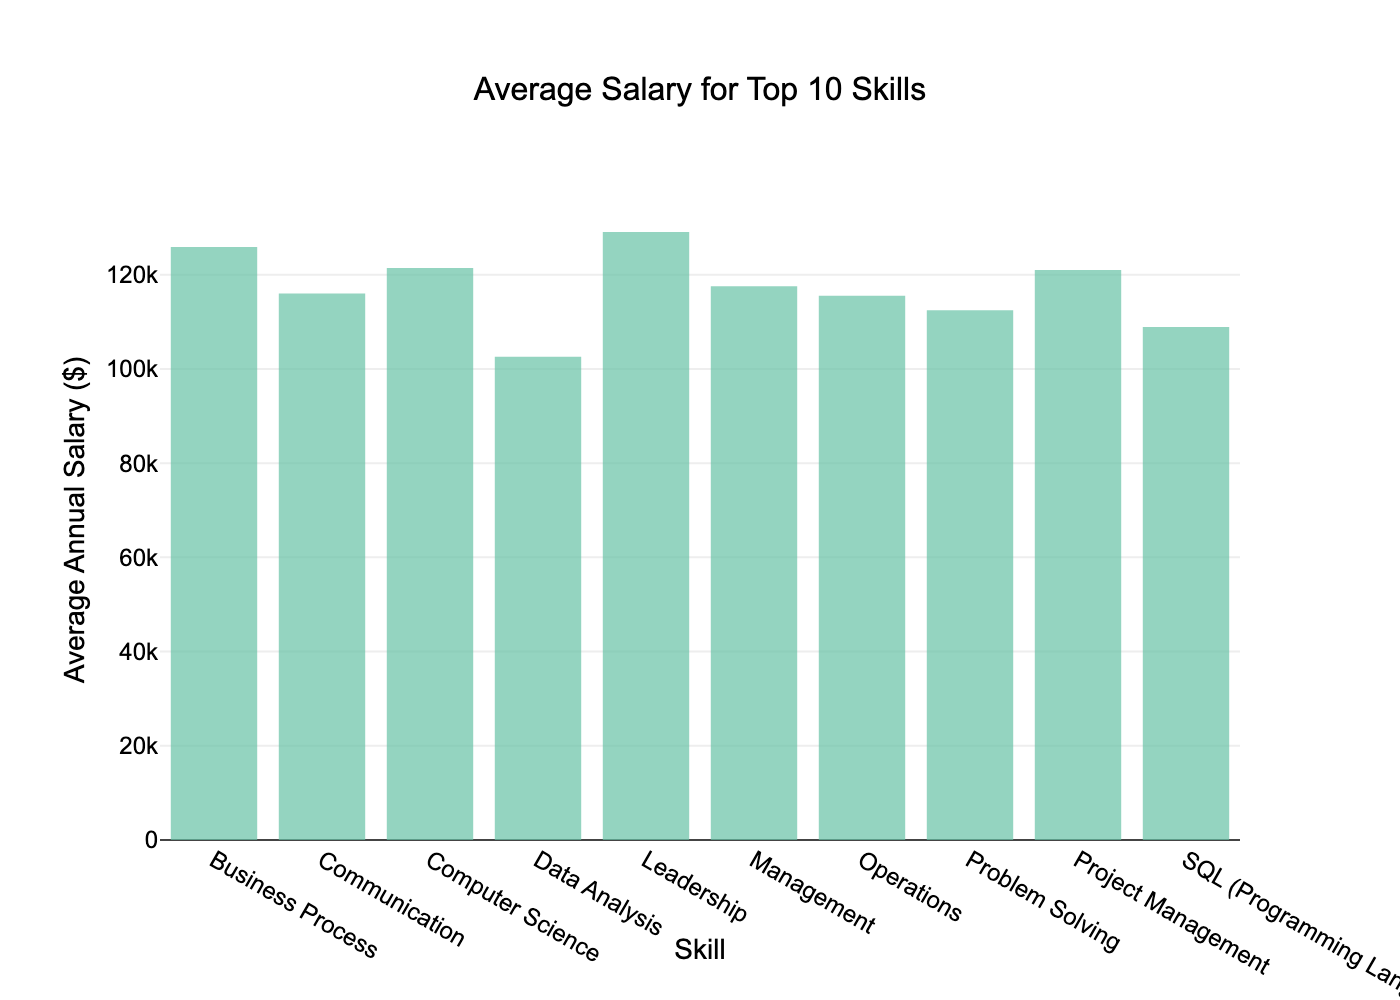 Average Salary for Top 10 Skills
Average Annual Salary ($)
120k
100k
80k
60k
40k
20k
0
Business Process
Communication
Computer Science
Data Analysis
Leadership
Management
Operations
Problem Solving
Project Management
SQL (Programming
Skill